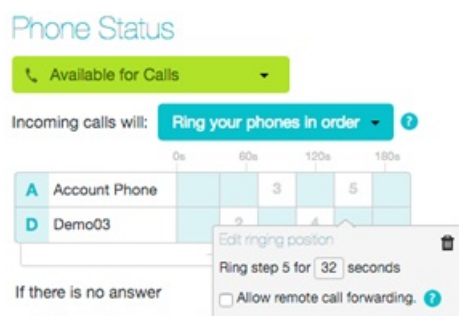 Phone Status
Available for Calls
Incoming calls will: Ring your phones in order ?
0s 60s 120s 180s
A Account Phone 3 5
D Demo03 2 4
Edit ringing position
Ring step 5 for 32 seconds
If there is no answer
Allow remote call forwarding. ?